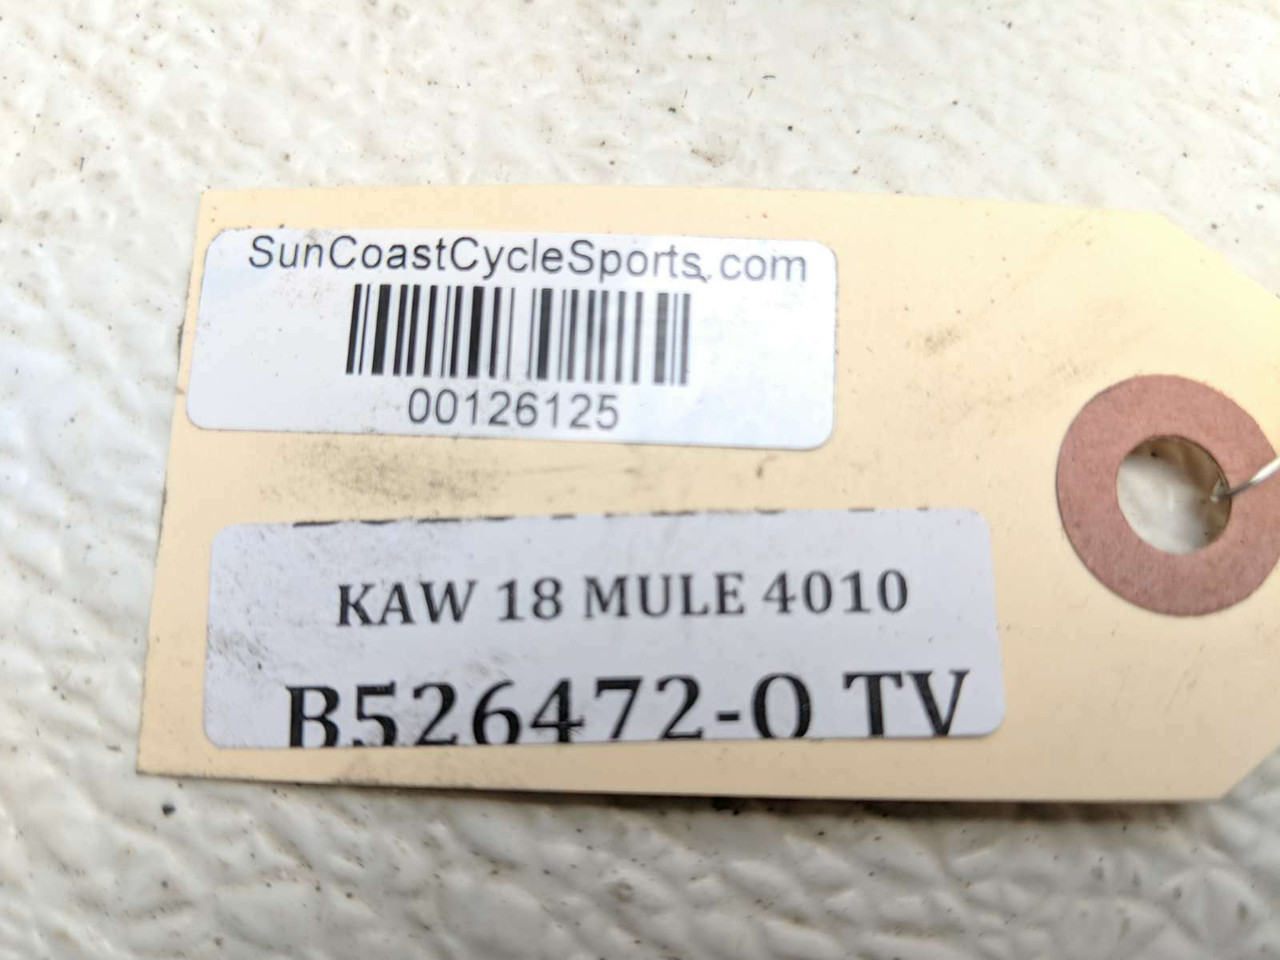 SunCoastCycleSports.com
00126125
KAW 18 MULE 4010
B526472-O TV